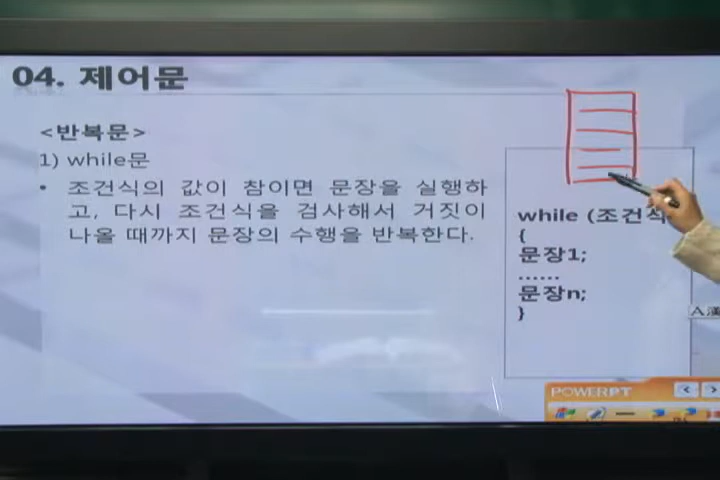 04. 제어문
<반복문>
1) while문
• 조건식의 값이 참이면 문장을 실행하
고, 다시 조건식을 검사해서 거짓이
나올 때까지 문장의 수행을 반복한다.
while (조건식
{
문장1;
......
문장n;
}
A漢
POWERPT